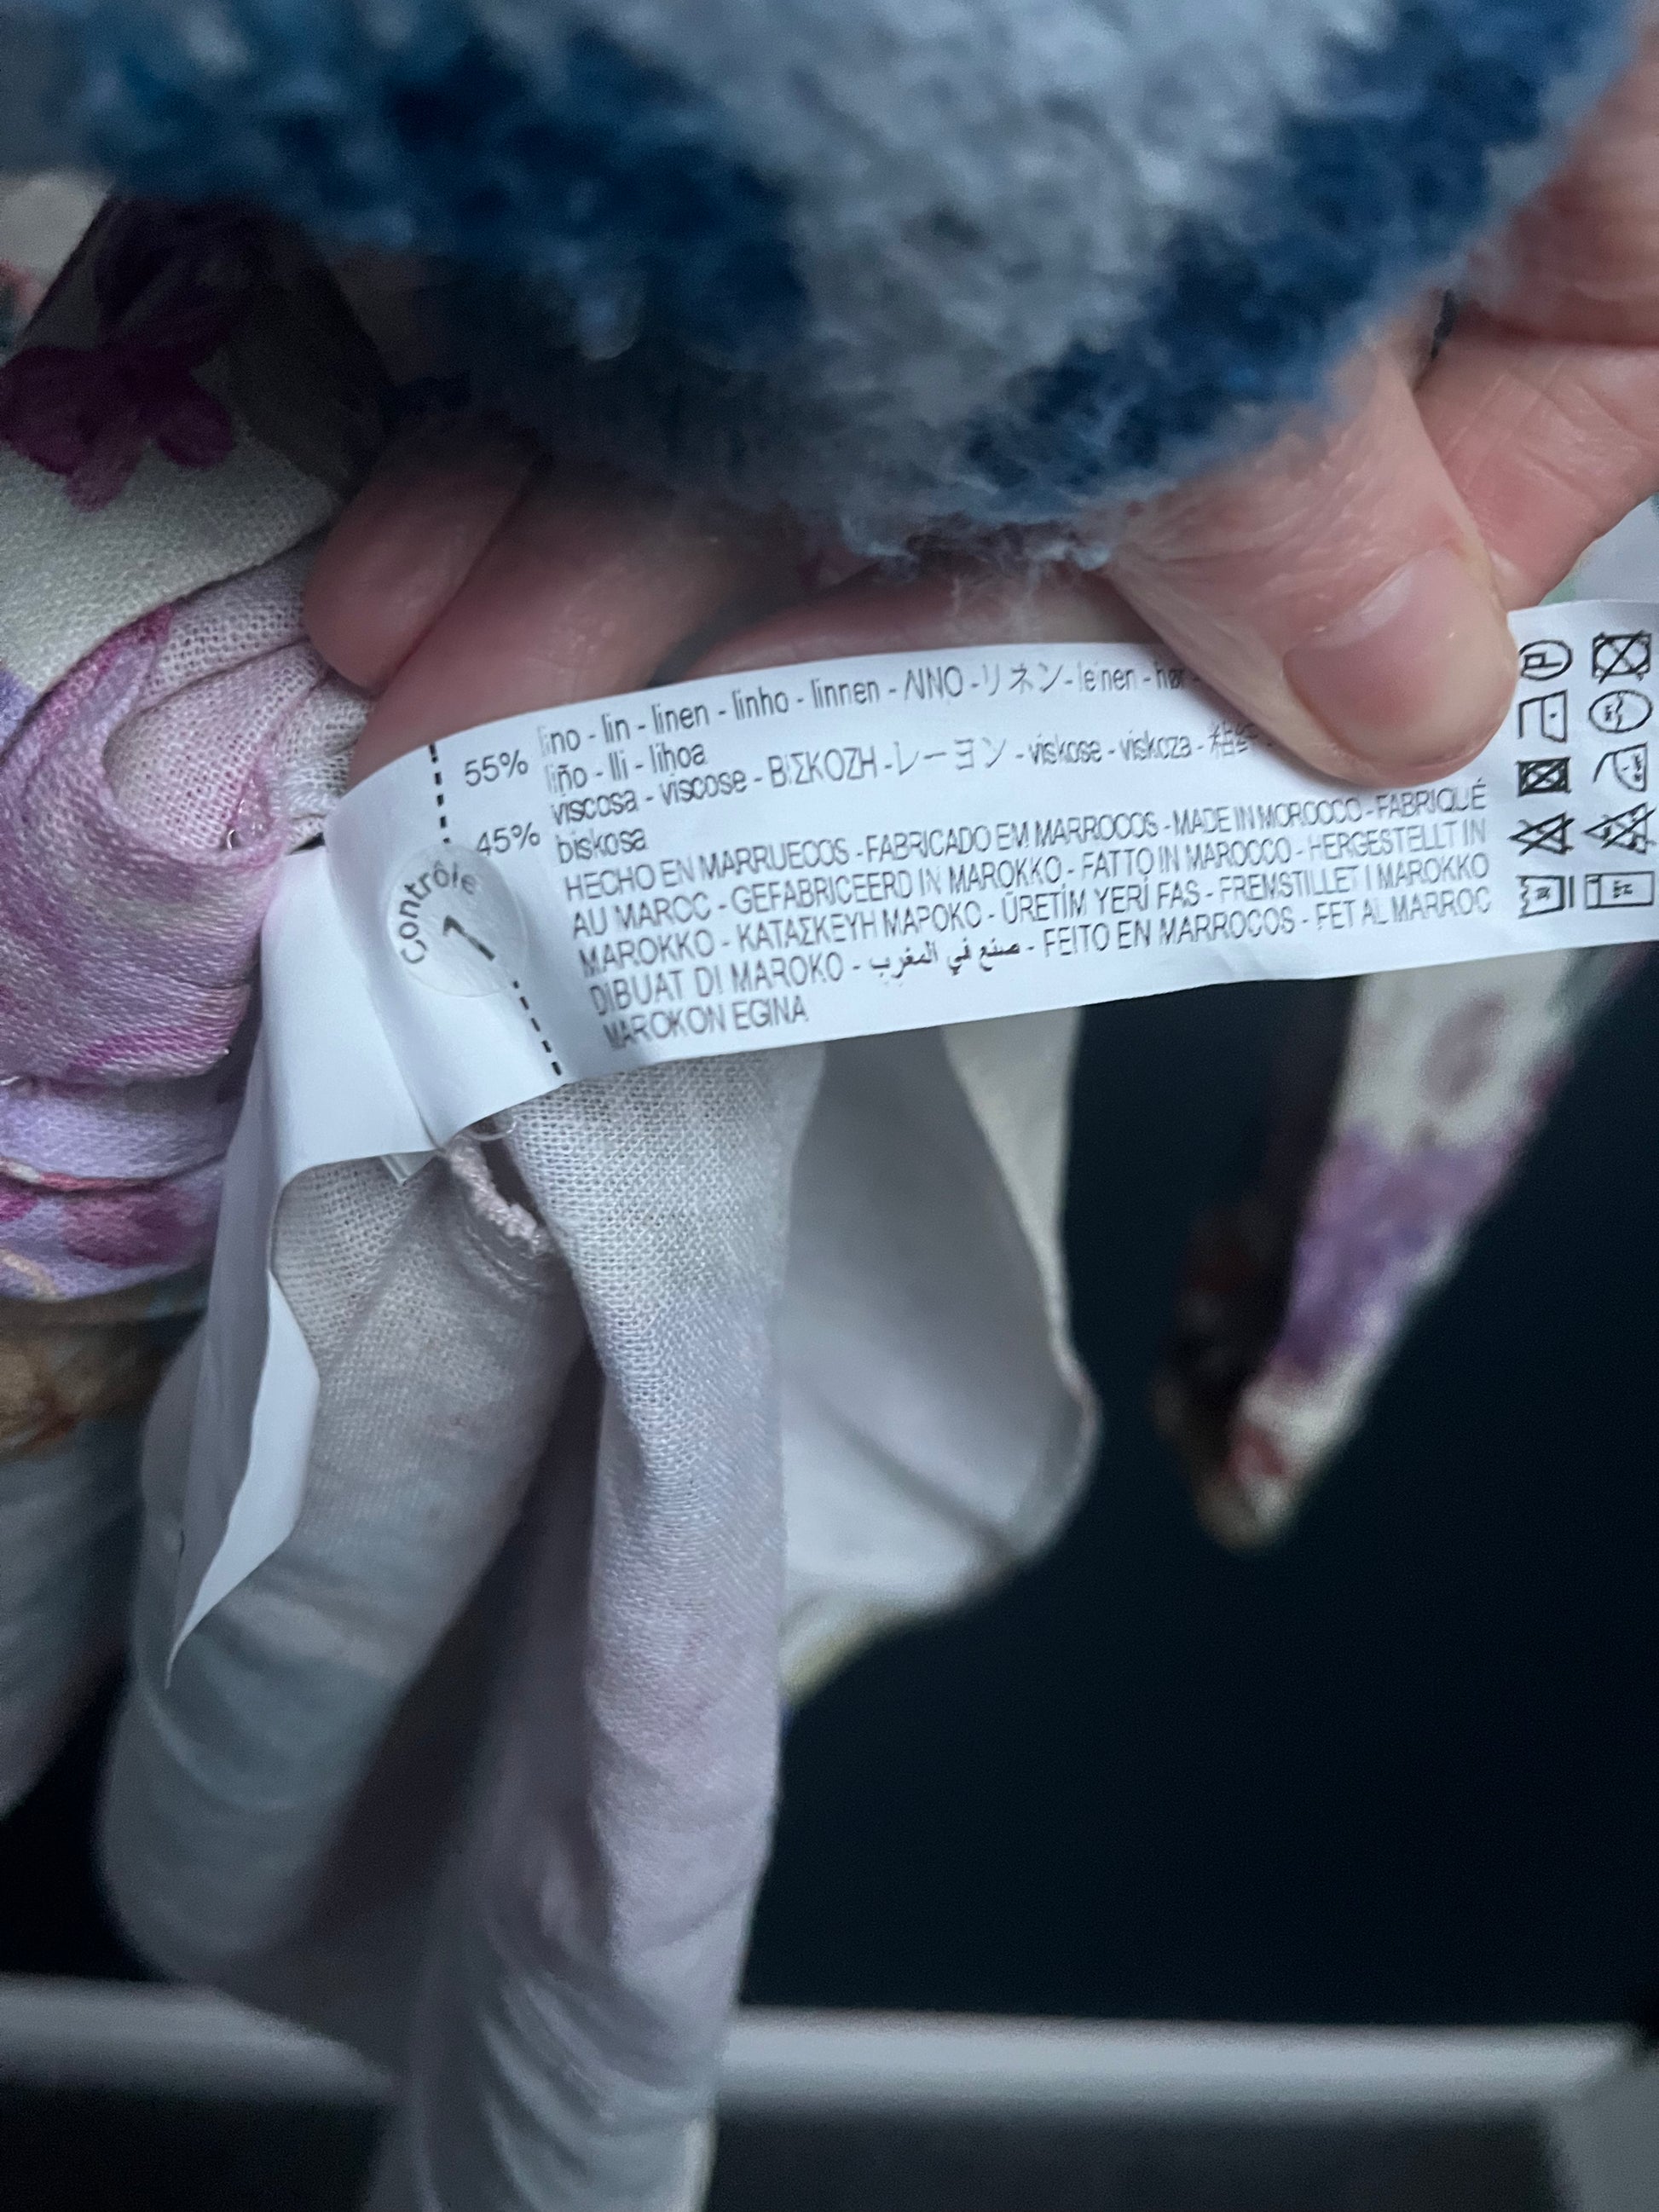 55% lino - lin - linen - linho - linnen - ΛΙΝΟ - リネン - leinen - hør -
liño - lli - lihoa
45% viscosa - viscose - ΒΙΣΚΟΖΗ - レーヨン - viskose - viskoza -
biskosa
HECHO EN MARRUECOS - FABRICADO EM MARROCOS - MADE IN MOROCCO - FABRIQUÉ
AU MAROC - GEFABRICEERD IN MAROKKO - FATTO IN MAROCCO - HERGESTELLT IN
MAROKKO - ΚΑΤΑΣΚΕΥΗ ΜΑΡΟΚΟ - ÜRETİM YERİ FAS - FREMSTILLET I MAROKKO
DIBUAT DI MAROKO - صنع في المغرب - FEITO EN MARROCOS - FET AL MARROC
MAROKON EGINA
Contrôle